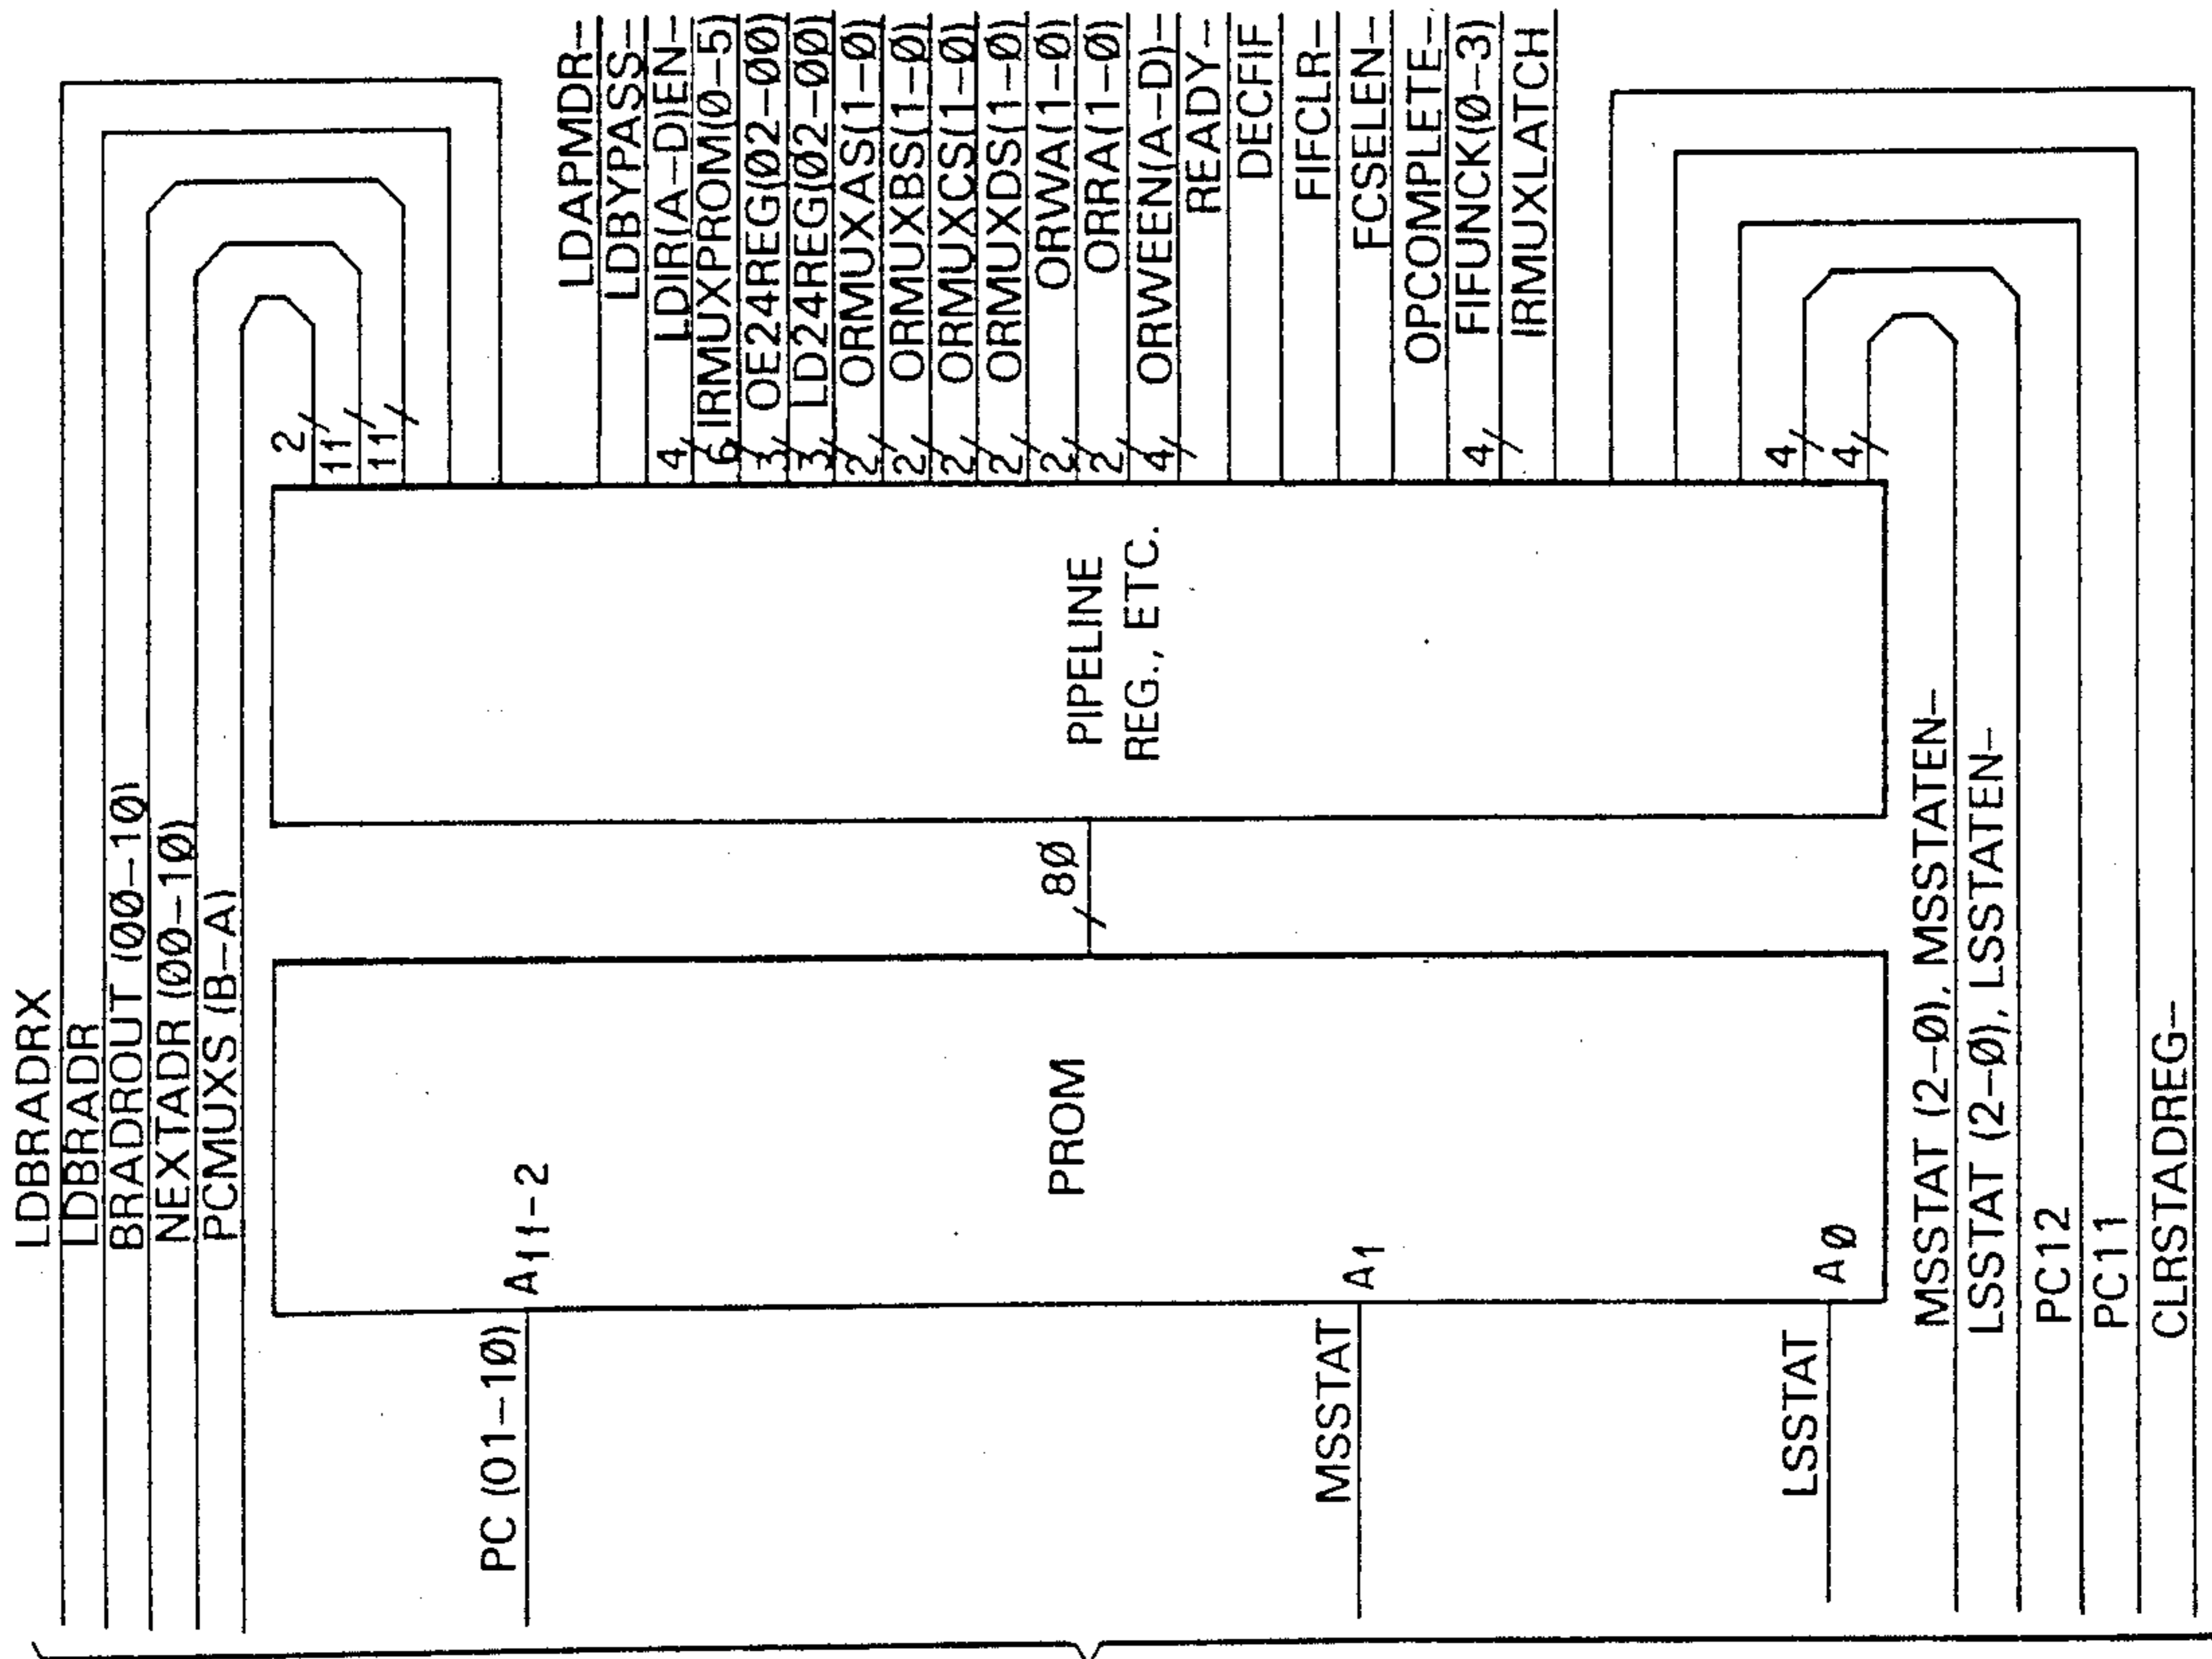 LDBRADRX
LDBRADR
BRADROUT (00-1Ø)
NEXTADR (00-1Ø)
PCMUXS (B-A)
2
11
11
LDAPMDR-
LDBYPASS-
LDIR(A-D)EN-
4
IRMUXPROM(Ø-5)
6
OE24REG(Ø2-ØØ)
3
LD24REG(Ø2-ØØ)
3
ORMUXAS(1-Ø)
2
ORMUXBS(1-Ø)
2
ORMUXCS(1-Ø)
2
ORMUXDS(1-Ø)
2
ORWA(1-Ø)
2
ORRA(1-Ø)
2
ORWEEN(A-D)-
4
READY-
DECFIF
FIFCLR-
FCSELEN-
OPCOMPLETE-
FIFUNCK(Ø-3)
4
IRMUXLATCH
4
4
PIPELINE
REG., ETC.
8Ø
PROM
A11-2
A1
AØ
PC (01-1Ø)
MSSTAT
LSSTAT
MSSTAT (2-Ø), MSSTATEN-
LSSTAT (2-Ø), LSSTATEN-
PC12
PC11
CLRSTADREG-